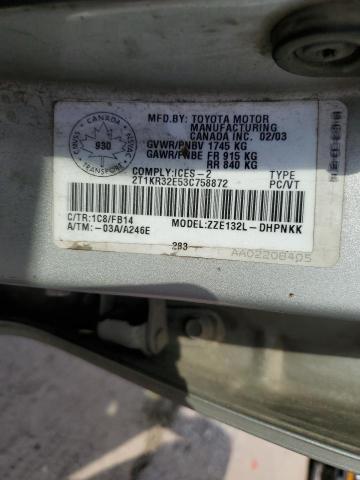 CANADA
930
CMVSS
NSVAC
MFD.BY: TOYOTA MOTOR
MANUFACTURING
CANADA INC. 02/03
GVWR/PNBV 1745 KG
GAWR/PNBE FR 915 KG
RR 840 KG
COMPLY:ICES-2 TYPE
2T1KR32E53C758872 PC/VT
C/TR:1C8/FB14 MODEL:ZZE132L-DHPNKK
A/TM:-03A/A246E
283
AA0220B405